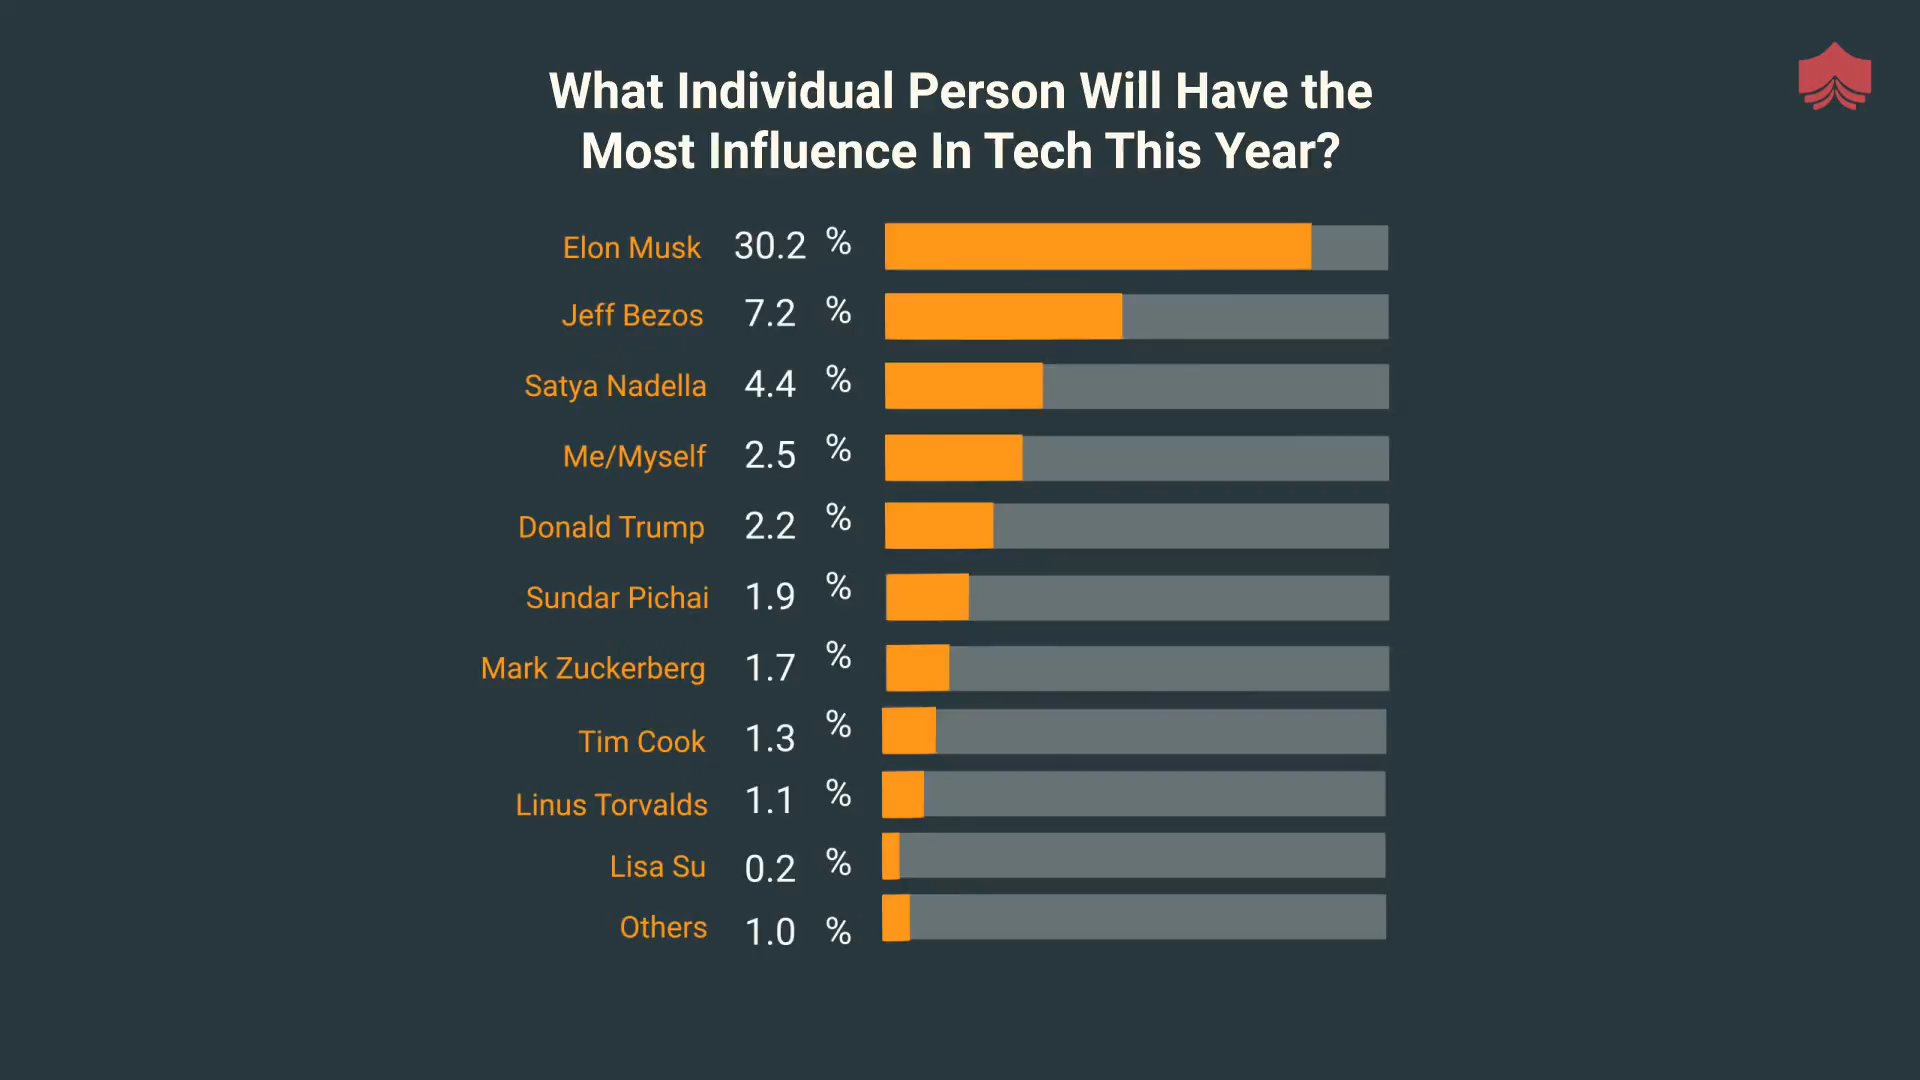 What Individual Person Will Have the
Most Influence In Tech This Year?
Elon Musk 30.2 %
Jeff Bezos 7.2 %
Satya Nadella 4.4 %
Me/Myself 2.5 %
Donald Trump 2.2 %
Sundar Pichai 1.9 %
Mark Zuckerberg 1.7 %
Tim Cook 1.3 %
Linus Torvalds 1.1 %
Lisa Su 0.2 %
Others 1.0 %